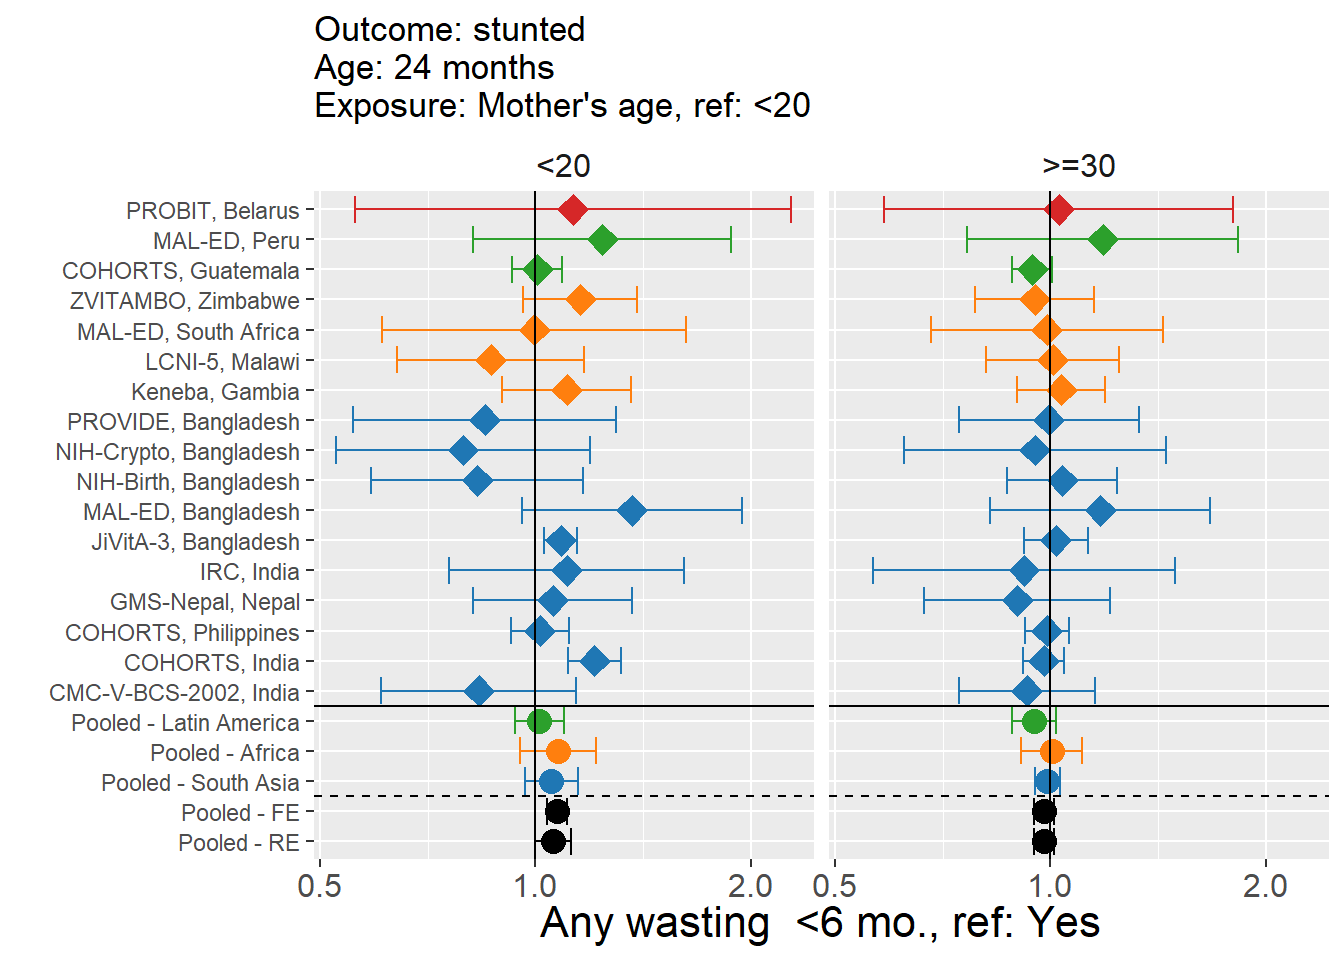 Outcome: stunted
Age: 24 months
Exposure: Mother's age, ref: <20
<20
>=30
PROBIT, Belarus
MAL-ED, Peru
COHORTS, Guatemala
ZVITAMBO, Zimbabwe
MAL-ED, South Africa
LCNI-5, Malawi
Keneba, Gambia
PROVIDE, Bangladesh
NIH-Crypto, Bangladesh
NIH-Birth, Bangladesh
MAL-ED, Bangladesh
JiVitA-3, Bangladesh
IRC, India
GMS-Nepal, Nepal
COHORTS, Philippines
COHORTS, India
CMC-V-BCS-2002, India
Pooled - Latin America
Pooled - Africa
Pooled - South Asia
Pooled - FE
Pooled - RE
0.5 1.0 2.0 0.5 1.0 2.0
Any wasting  <6 mo., ref: Yes